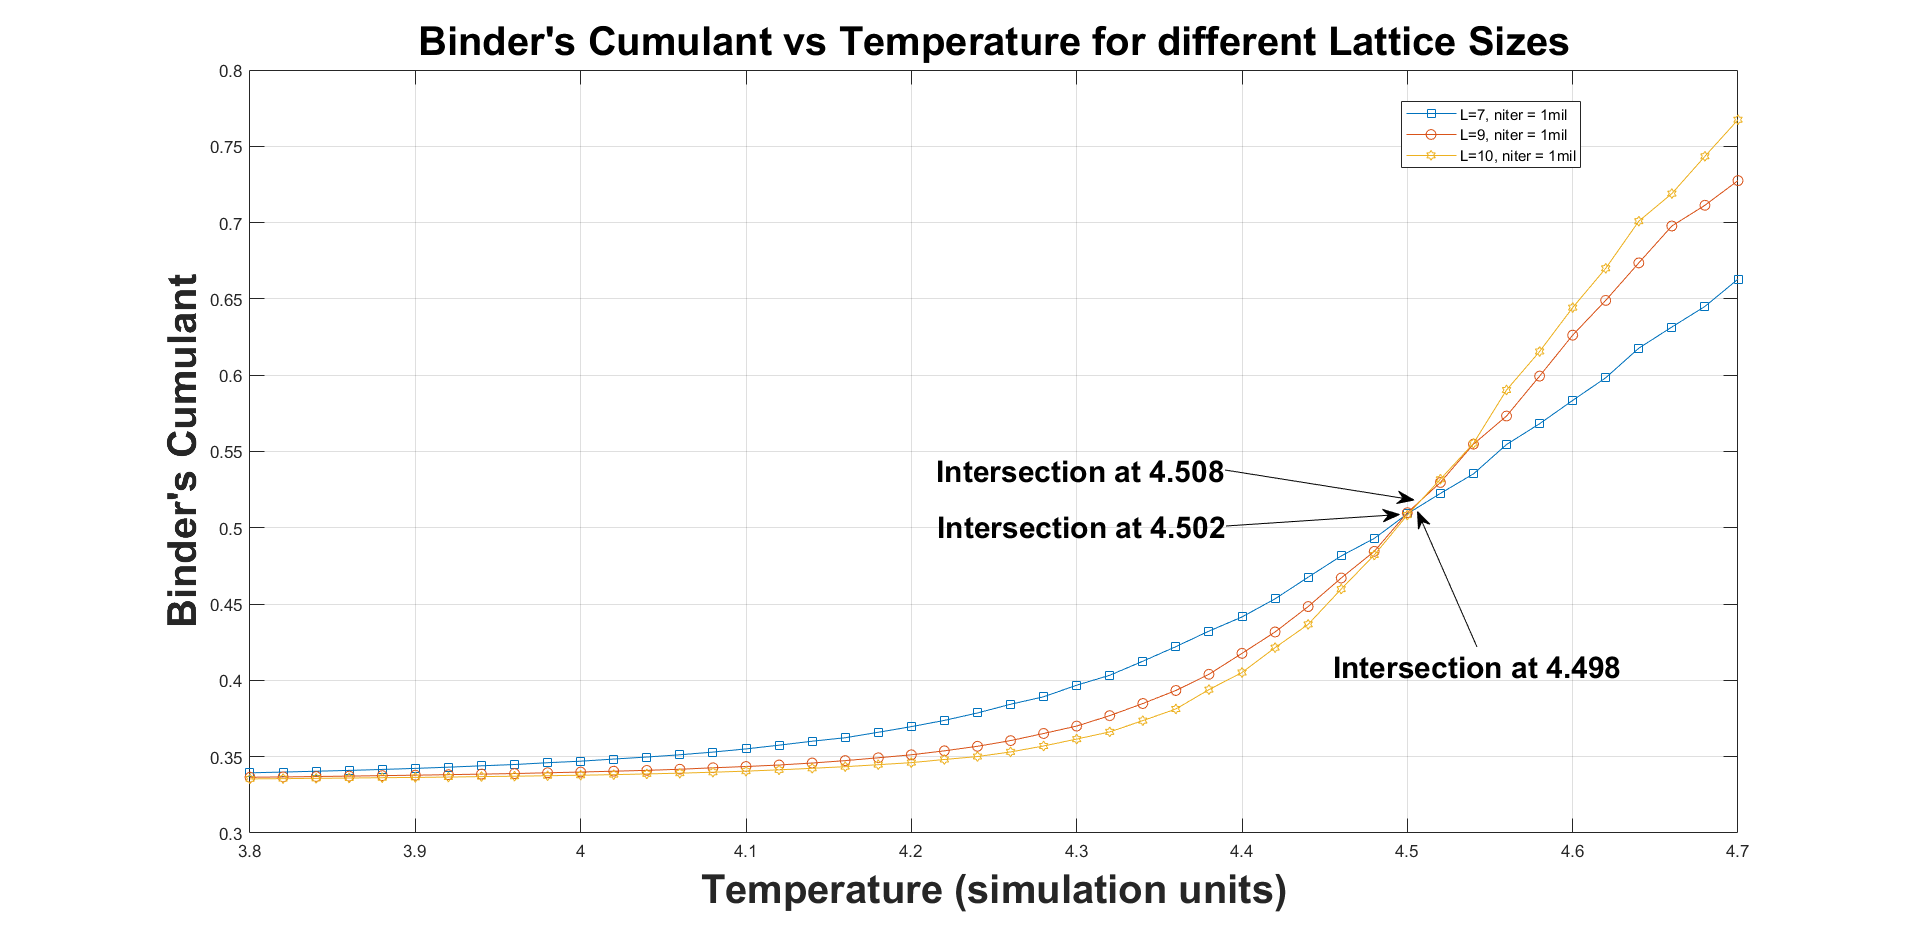 Binder's Cumulant vs Temperature for different Lattice Sizes
0.8
0.75
0.7
0.65
0.6
0.55
0.5
0.45
0.4
0.35
0.3
Binder's Cumulant
L=7, niter = 1mil
L=9, niter = 1mil
L=10, niter = 1mil
Intersection at 4.508
Intersection at 4.502
Intersection at 4.498
3.8 3.9 4 4.1 4.2 4.3 4.4 4.5 4.6 4.7
Temperature (simulation units)